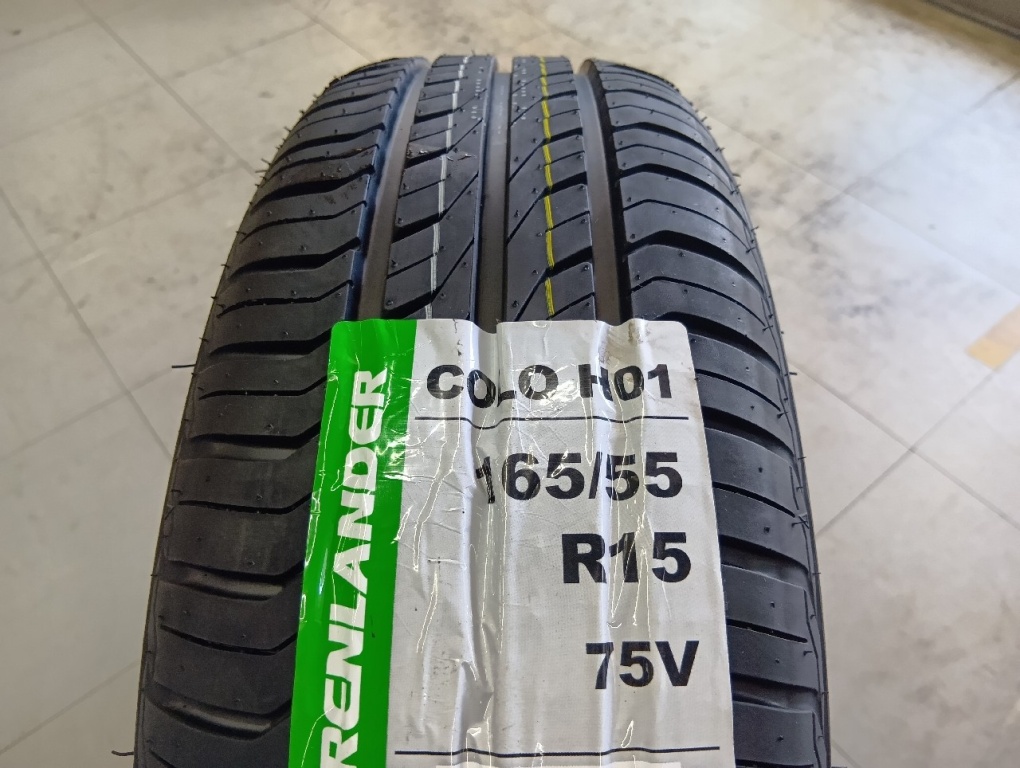 COLO H01
165/55
R15
75V
RENLANDER